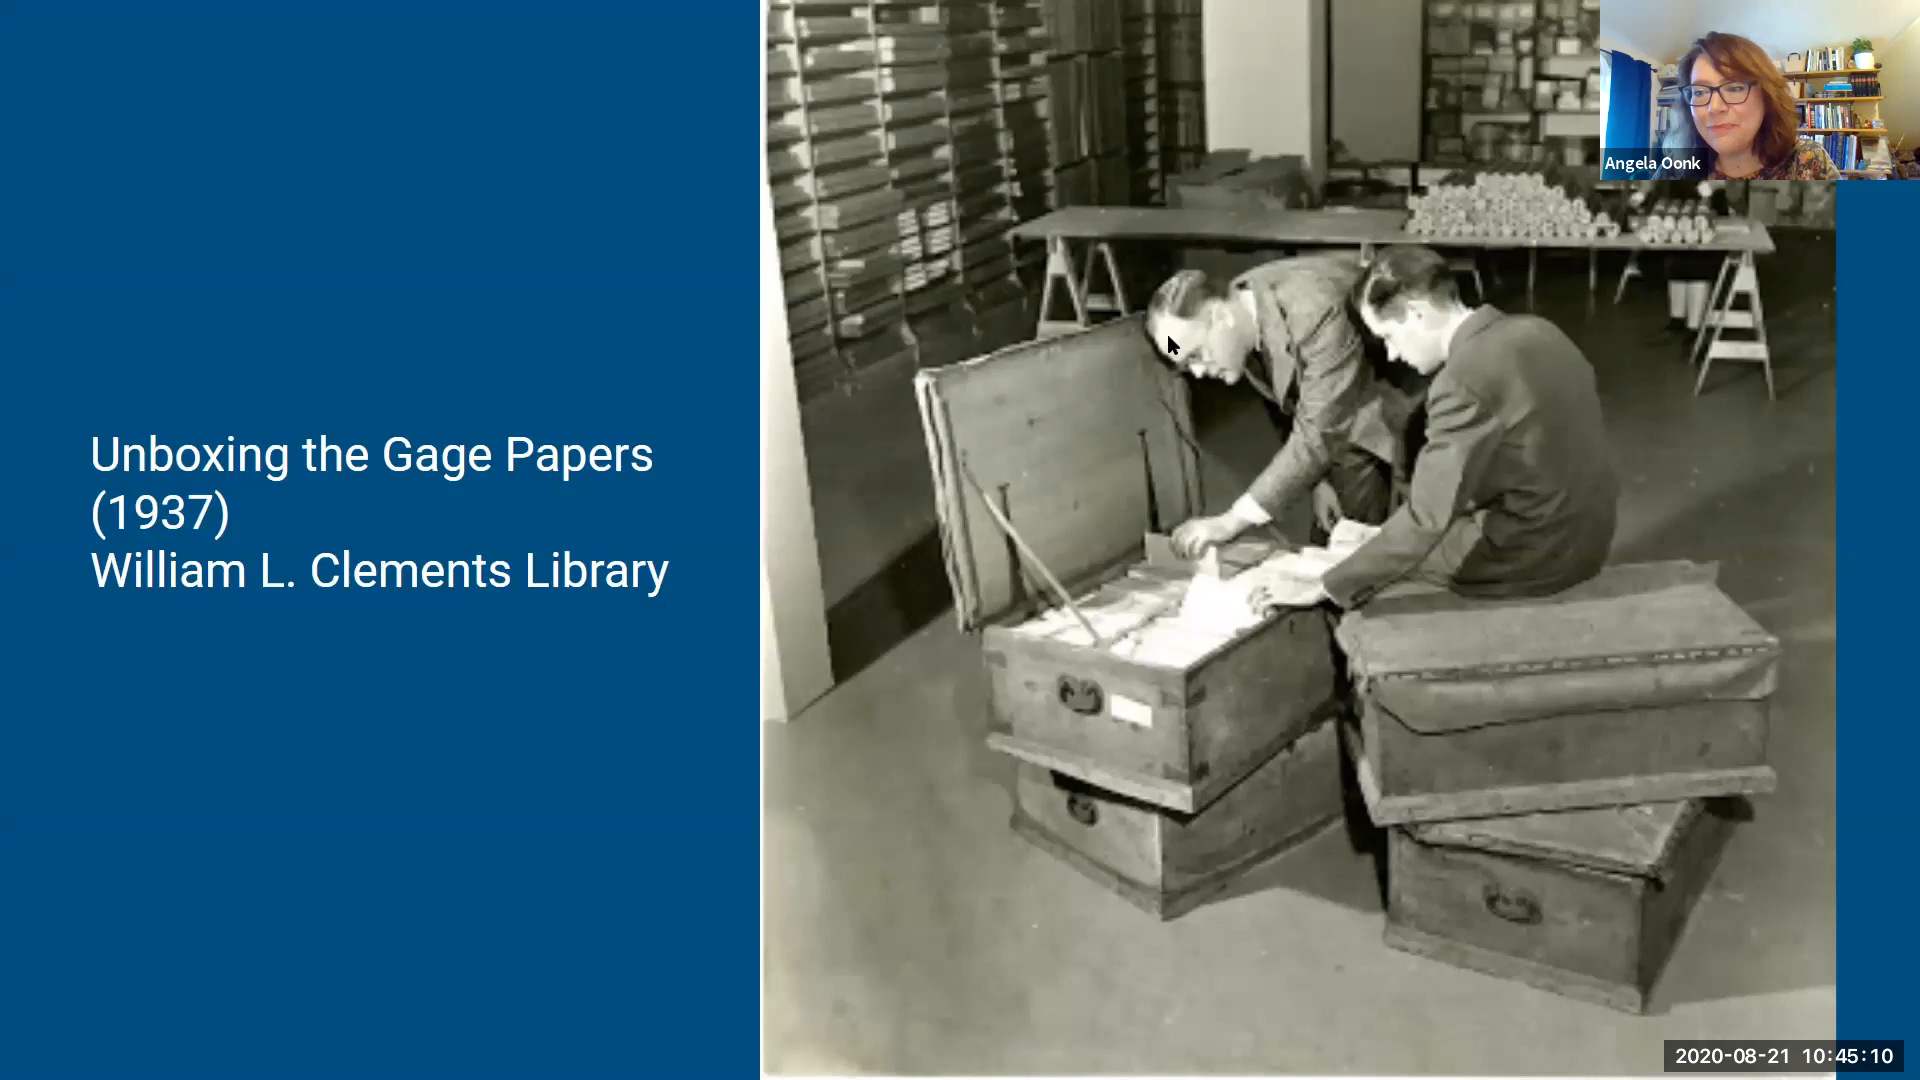 Angela Oonk
Unboxing the Gage Papers
(1937)
William L. Clements Library
2020-08-21 10:45:10